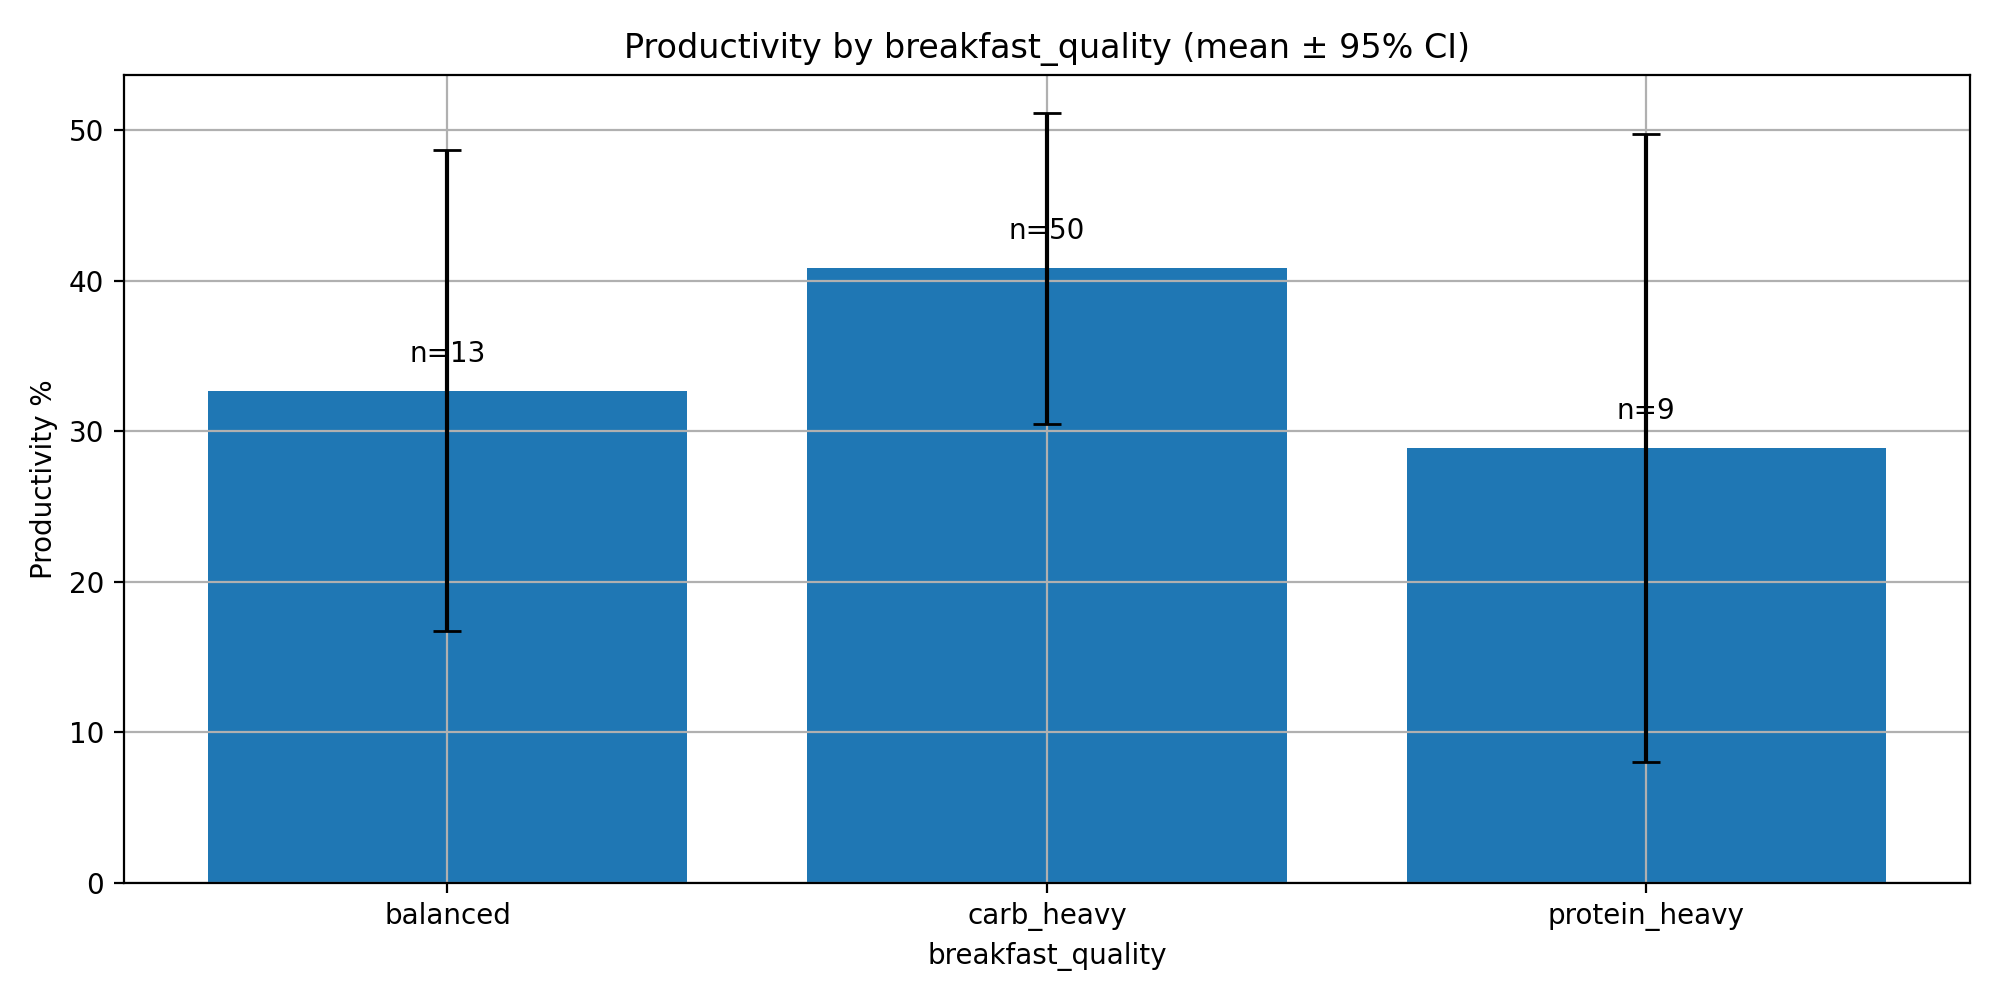 Productivity by breakfast_quality (mean ± 95% CI)
Productivity %
50
40
30
20
10
0
n=13
n=50
n=9
balanced
carb_heavy
protein_heavy
breakfast_quality